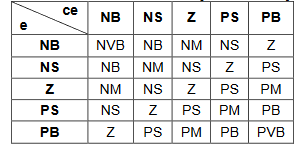 ce
e NB NS Z PS PB
NB NVB NB NM NS Z
NS NB NM NS Z PS
Z NM NS Z PS PM
PS NS Z PS PM PB
PB Z PS PM PB PVB